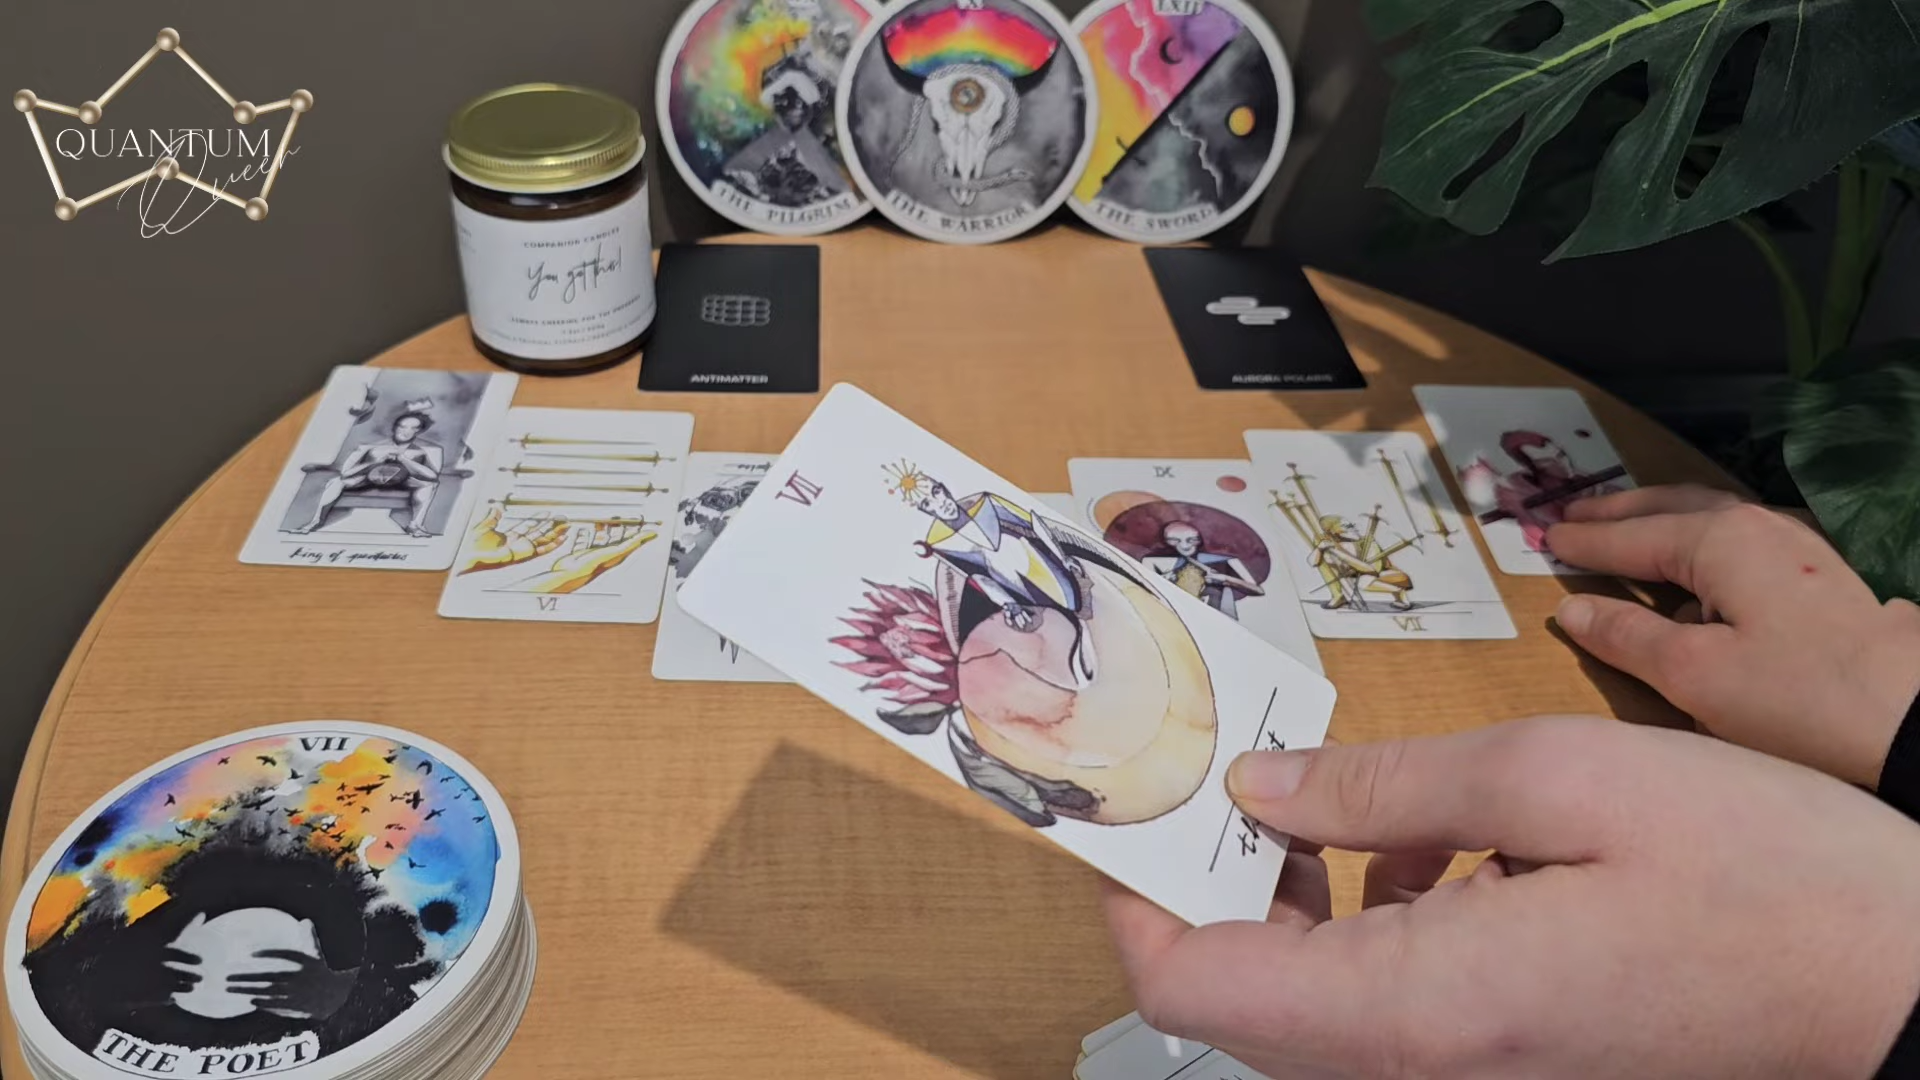 QUANTUM
Queen
X
LXII
THE PILGRIM
THE WARRIOR
THE SWORD
COMPANION CANDLES
You got this!
ANTIMATTER
AURORA POLARIS
King of pentacles
VI
VII
IX
VII
VII
THE POET